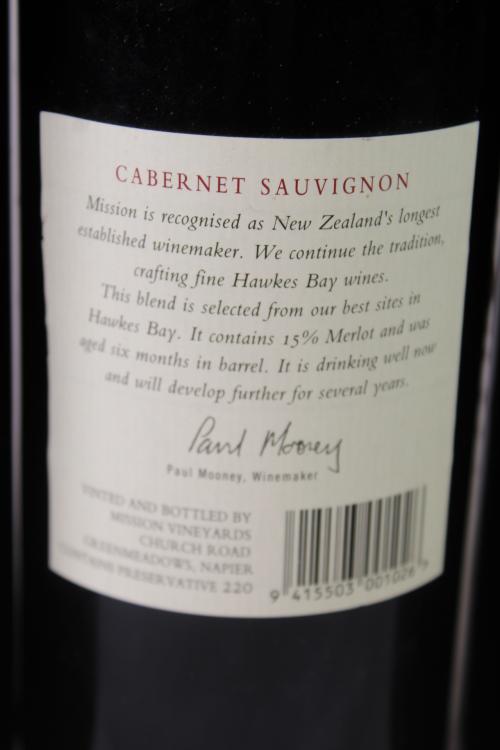 CABERNET SAUVIGNON
Mission is recognised as New Zealand's longest
established winemaker. We continue the tradition,
crafting fine Hawkes Bay wines.
This blend is selected from our best sites in
Hawkes Bay. It contains 15% Merlot and was
aged six months in barrel. It is drinking well now
and will develop further for several years.
Paul Mooney
Paul Mooney, Winemaker
VINTED AND BOTTLED BY
MISSION VINEYARDS
CHURCH ROAD
GREENMEADOWS, NAPIER
CONTAINS PRESERVATIVE 220
9 415503 001026 >